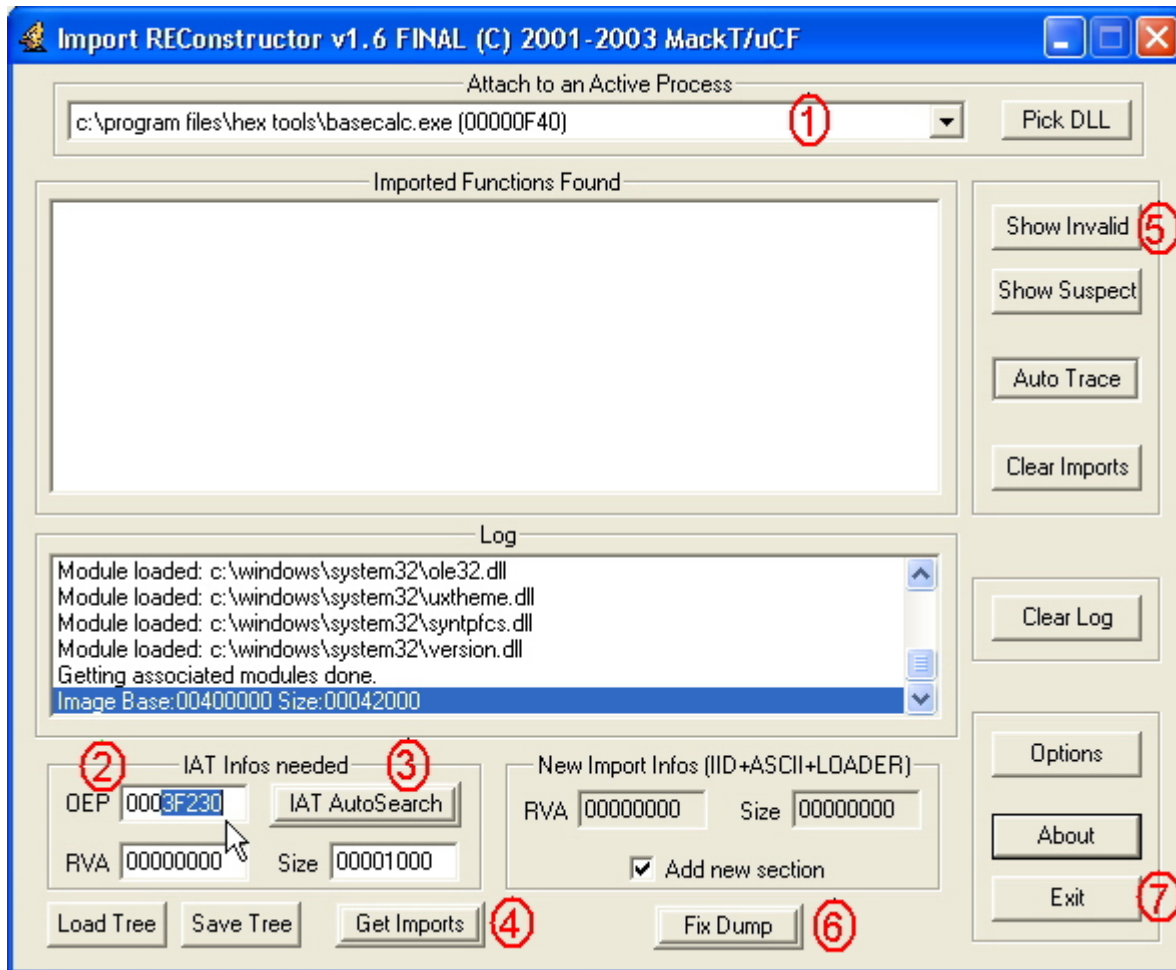 Import REConstructor v1.6 FINAL (C) 2001-2003 MackT/uCF
Attach to an Active Process
c:\program files\hex tools\basecalc.exe (00000F40)
1
Pick DLL
Imported Functions Found
Show Invalid
5
Show Suspect
Auto Trace
Clear Imports
Log
Module loaded: c:\windows\system32\ole32.dll
Module loaded: c:\windows\system32\uxtheme.dll
Module loaded: c:\windows\system32\syntpfcs.dll
Module loaded: c:\windows\system32\version.dll
Getting associated modules done.
Image Base:00400000 Size:00042000
Clear Log
2
IAT Infos needed
3
OEP 0003F230
IAT AutoSearch
RVA 00000000
Size 00001000
New Import Infos (IID+ASCII+LOADER)
RVA 00000000
Size 00000000
Add new section
Options
About
Exit
7
Load Tree
Save Tree
Get Imports
4
Fix Dump
6